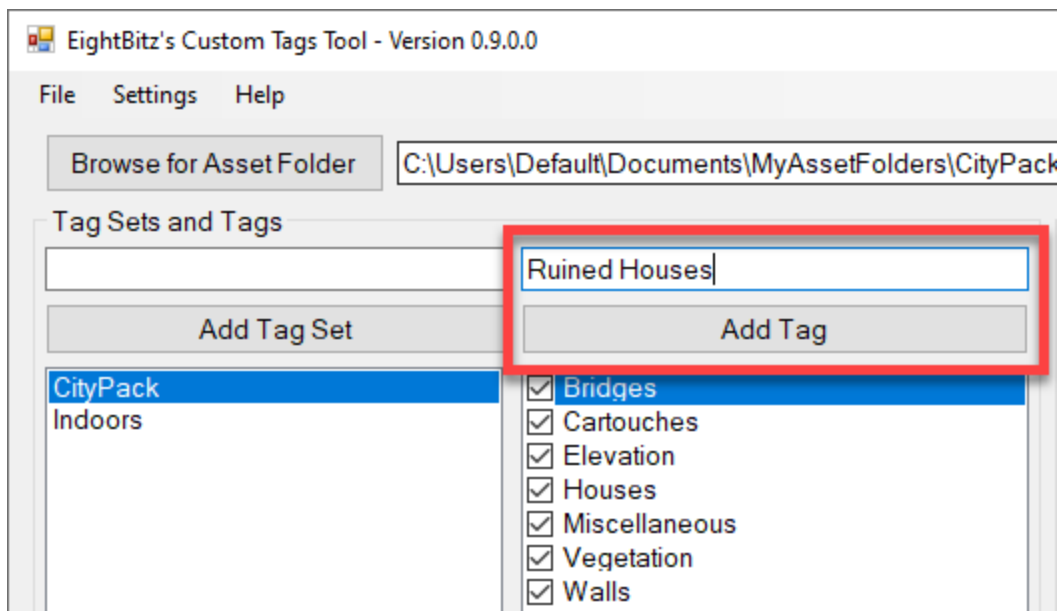 EightBitz's Custom Tags Tool - Version 0.9.0.0
File Settings Help
Browse for Asset Folder C:\Users\Default\Documents\MyAssetFolders\CityPack
Tag Sets and Tags
Ruined Houses
Add Tag Set Add Tag
CityPack
Indoors
Bridges
Cartouches
Elevation
Houses
Miscellaneous
Vegetation
Walls